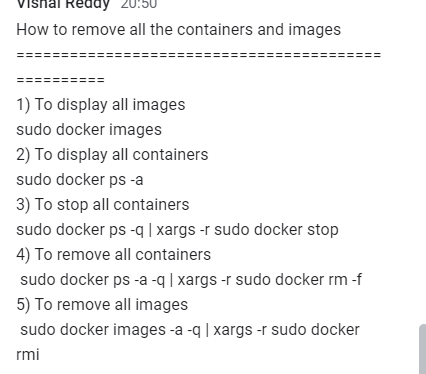 Vishal Reddy 20:50
How to remove all the containers and images
=========================================
==========
1) To display all images
sudo docker images
2) To display all containers
sudo docker ps -a
3) To stop all containers
sudo docker ps -q | xargs -r sudo docker stop
4) To remove all containers
sudo docker ps -a -q | xargs -r sudo docker rm -f
5) To remove all images
sudo docker images -a -q | xargs -r sudo docker
rmi